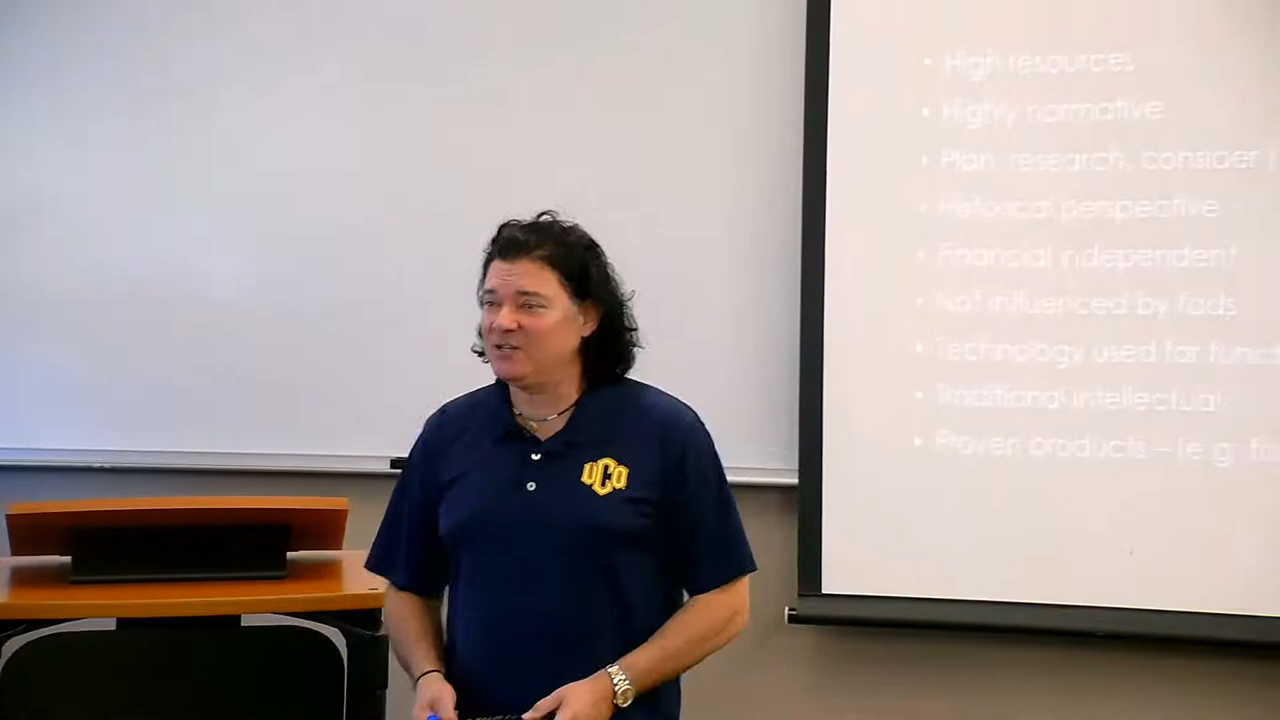 UCO
• High resources
• Highly normative
• Plan, research, consider
• Historical perspective
• Financial independent
• Not influenced by fads
• Technology used for
• Traditional intellectual
• Proven products – (e.g.